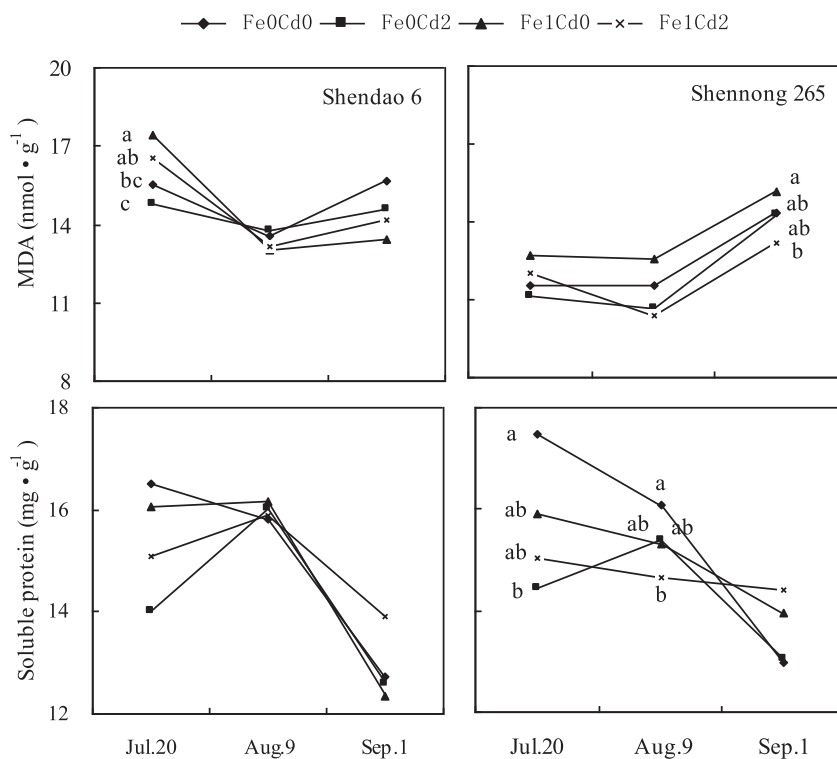 Fe0Cd0 Fe0Cd2 Fe1Cd0 Fe1Cd2
20
17
14
11
8
MDA (nmol • g⁻¹)
Shendao 6
a
ab
bc
c
Shennong 265
a
ab
ab
b
18
16
14
12
Soluble protein (mg • g⁻¹)
Jul.20 Aug.9 Sep.1
a
ab
ab
b
a
ab ab
b
Jul.20 Aug.9 Sep.1